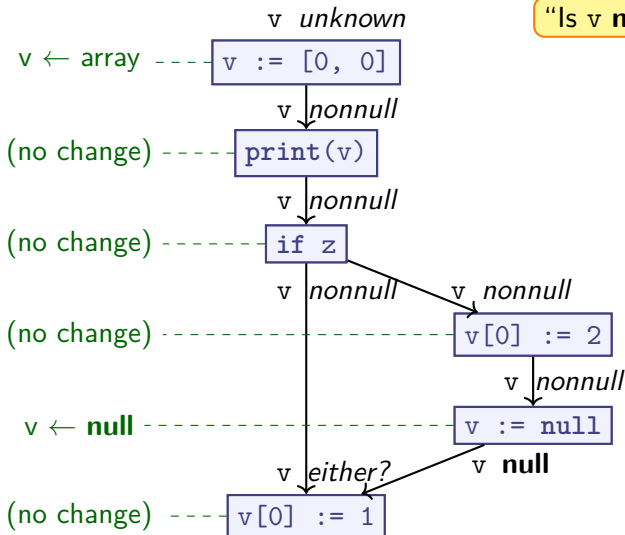 v unknown
"Is v
v ← array
v := [0, 0]
v nonnull
(no change)
print(v)
v nonnull
(no change)
if z
v nonnull
v nonnull
(no change)
v[0] := 2
v nonnull
v ← null
v := null
v either?
v null
(no change)
v[0] := 1